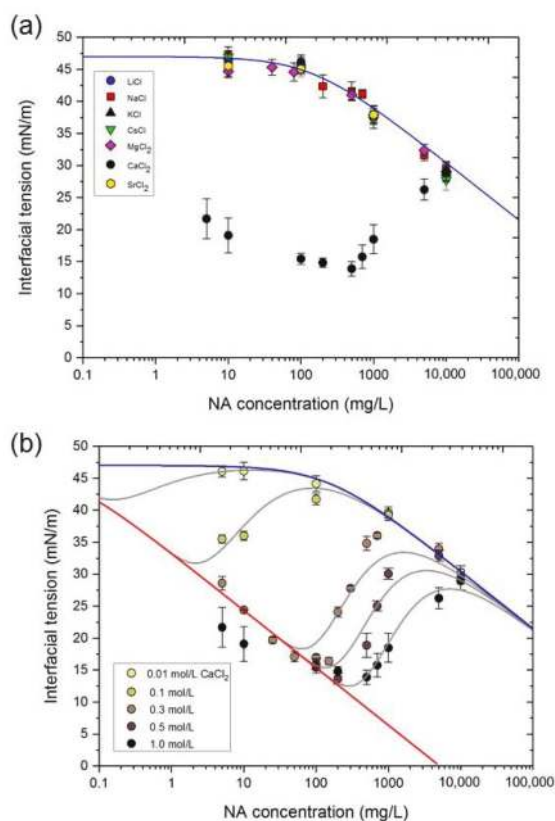 (a)
50
45
40
35
30
25
20
15
10
5
0
Interfacial tension (mN/m)
LiCl
NaCl
KCl
CsCl
MgCl₂
CaCl₂
SrCl₂
0.1 1 10 100 1000 10,000 100,000
NA concentration (mg/L)
(b)
50
45
40
35
30
25
20
15
10
5
0
Interfacial tension (mN/m)
0.01 mol/L CaCl₂
0.1 mol/L
0.3 mol/L
0.5 mol/L
1.0 mol/L
0.1 1 10 100 1000 10,000 100,000
NA concentration (mg/L)